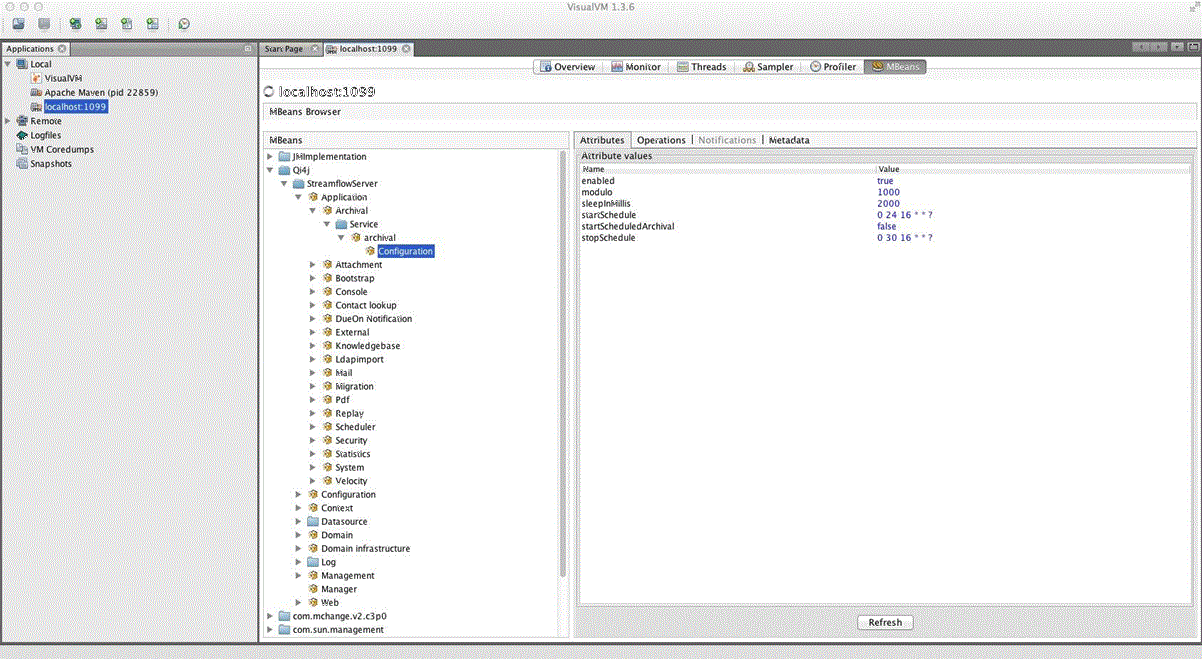 VisualVM 1.3.6
Applications
Start Page
localhost:1099
Local
VisualVM
Apache Maven (pid 22859)
localhost:1099
Remote
Logfiles
VM Coredumps
Snapshots
Overview
Monitor
Threads
Sampler
Profiler
MBeans
localhost:1099
MBeans Browser
MBeans
JMImplementation
Qi4j
StreamflowServer
Application
Archival
Service
archival
Configuration
Attachment
Bootstrap
Console
Contact lookup
DueOn Notification
External
Knowledgebase
Ldapimport
Mail
Migration
Pdf
Replay
Scheduler
Security
Statistics
System
Velocity
Configuration
Context
Datasource
Domain
Domain infrastructure
Log
Management
Manager
Web
com.mchange.v2.c3p0
com.sun.management
Attributes
Operations
Notifications
Metadata
Attribute values
Name Value
enabled true
modulo 1000
sleepInMillis 2000
startSchedule 0 24 16 * * ?
startScheduledArchival false
stopSchedule 0 30 16 * * ?
Refresh